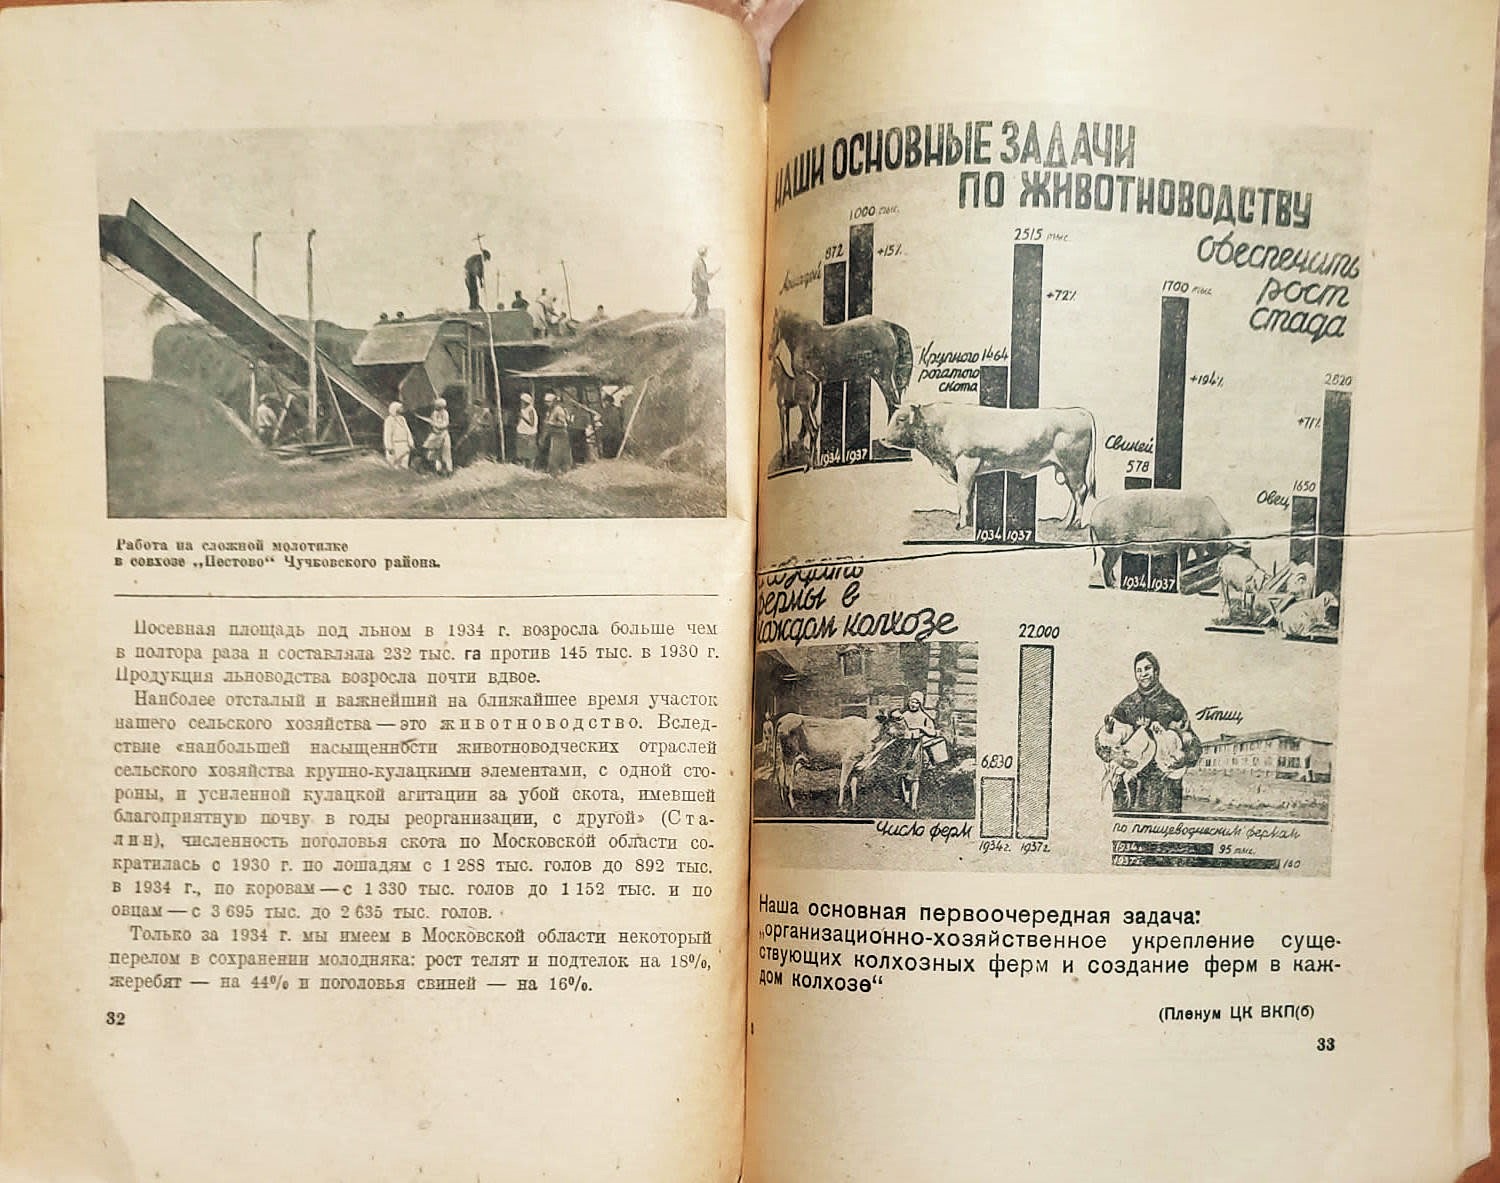 Работа на сложной молотилке
в совхозе „Пестово“ Чучковского района.
Посевная площадь под льном в 1934 г. возросла больше чем
в полтора раза и составляла 232 тыс. га против 145 тыс. в 1930 г.
Продукция льноводства возросла почти вдвое.
Наиболее отсталый и важнейший на ближайшее время участок
нашего сельского хозяйства — это животноводство. Вслед-
ствие «наибольшей насыщенности животноводческих отраслей
сельского хозяйства крупно-кулацкими элементами, с одной сто-
роны, и усиленной кулацкой агитации за убой скота, имевшей
благоприятную почву в годы реорганизации, с другой» (Ста-
лин), численность поголовья скота по Московской области со-
кратилась с 1930 г. по лошадям с 1 288 тыс. голов до 892 тыс.
в 1934 г., по коровам — с 1 330 тыс. голов до 1 152 тыс. и по
овцам — с 3 695 тыс. до 2 635 тыс. голов.
Только за 1934 г. мы имеем в Московской области некоторый
перелом в сохранении молодняка: рост телят и подтелок на 18%,
жеребят — на 44% и поголовья свиней — на 16%.
32
НАШИ ОСНОВНЫЕ ЗАДАЧИ
ПО ЖИВОТНОВОДСТВУ
Обеспечить
рост
стада
Лошадей
872
1000 тыс.
+15%
1934 1937
Крупного
рогатого
скота
1464
2515 тыс.
+72%
1934 1937
Свиней
578
1700 тыс.
+194%
1934 1937
Овец
1650
2820
+71%
Создать
фермы в
каждом колхозе
6.830
22.000
Число ферм
1934 г. 1937 г.
Птиц
по птицеводческим фермам
1934 г. 95 тыс.
1937 г. 160
Наша основная первоочередная задача:
„организационно-хозяйственное укрепление суще-
ствующих колхозных ферм и создание ферм в каж-
дом колхозе“
(Пленум ЦК ВКП(б)
33